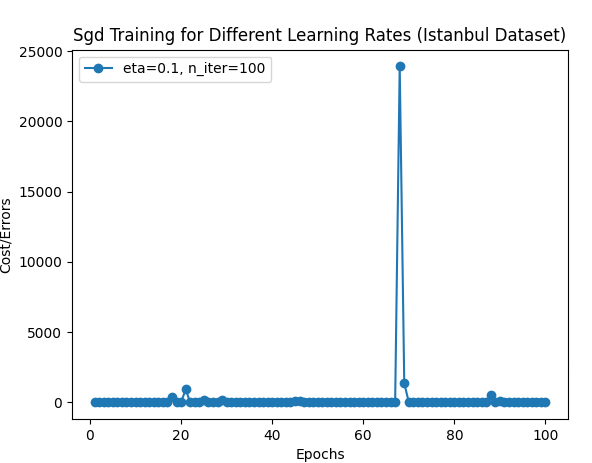 Sgd Training for Different Learning Rates (Istanbul Dataset)
eta=0.1, n_iter=100
25000
20000
15000
10000
5000
0
Cost/Errors
0 20 40 60 80 100
Epochs